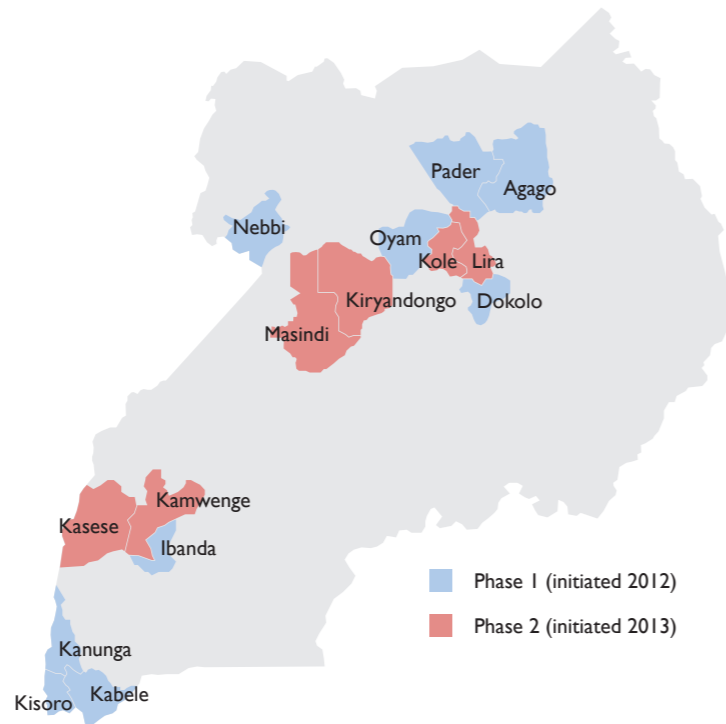 Pader
Agago
Nebbi
Oyam
Kole
Lira
Kiryandongo
Dokolo
Masindi
Kamwenge
Kasese
Ibanda
Phase 1 (initiated 2012)
Phase 2 (initiated 2013)
Kanunga
Kabele
Kisoro